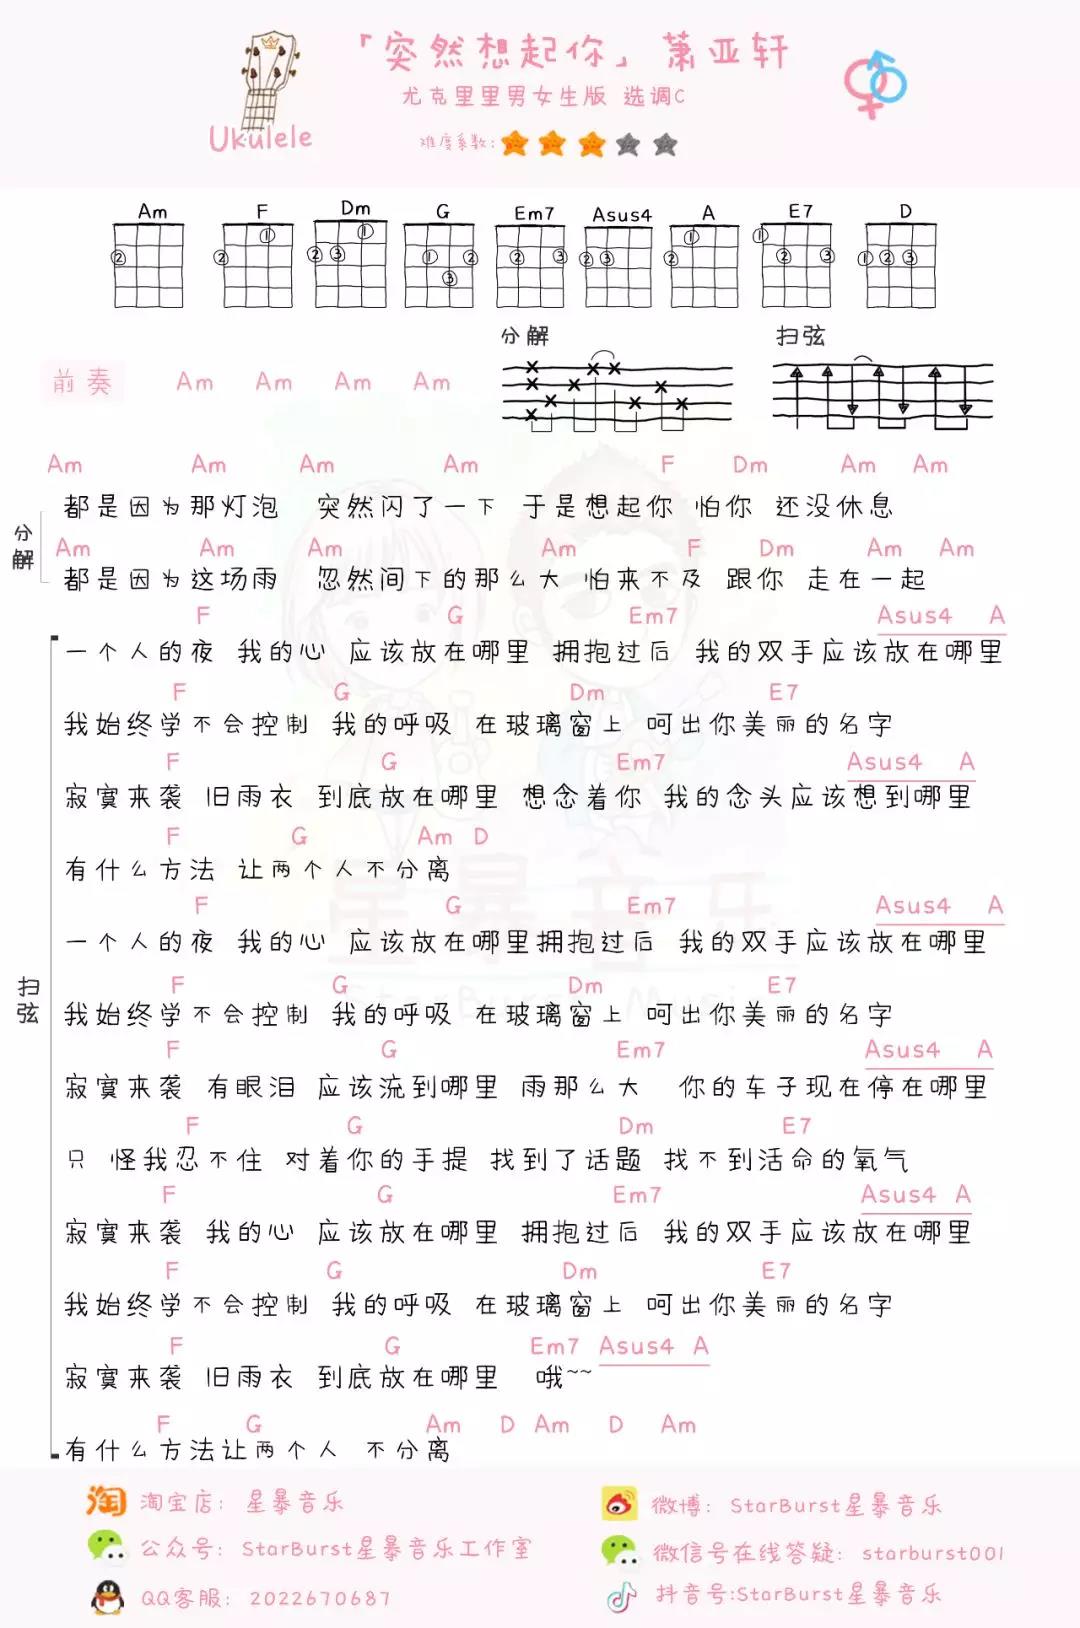 「突然想起你」萧亚轩
尤克里里男女生版 选调C
Ukulele
难度系数:
Am F Dm G Em7 Asus4 A E7 D
分解 扫弦
前奏 Am Am Am Am
Am Am Am Am F Dm Am Am
都是因为那灯泡 突然闪了一下 于是想起你 怕你 还没休息
分解
Am Am Am Am F Dm Am Am
都是因为这场雨 忽然间下的那么大 怕来不及 跟你 走在一起
F G Em7 Asus4 A
一个人的夜 我的心 应该放在哪里 拥抱过后 我的双手应该放在哪里
F G Dm E7
我始终学不会控制 我的呼吸 在玻璃窗上 呵出你美丽的名字
F G Em7 Asus4 A
寂寞来袭 旧雨衣 到底放在哪里 想念着你 我的念头应该想到哪里
F G Am D
有什么方法 让两个人不分离
F G Em7 Asus4 A
一个人的夜 我的心 应该放在哪里拥抱过后 我的双手应该放在哪里
扫弦
F G Dm E7
我始终学不会控制 我的呼吸 在玻璃窗上 呵出你美丽的名字
F G Em7 Asus4 A
寂寞来袭 有眼泪 应该流到哪里 雨那么大 你的车子现在停在哪里
F G Dm E7
只 怪我忍不住 对着你的手提 找到了话题 找不到活命的氧气
F G Em7 Asus4 A
寂寞来袭 我的心 应该放在哪里 拥抱过后 我的双手应该放在哪里
F G Dm E7
我始终学不会控制 我的呼吸 在玻璃窗上 呵出你美丽的名字
F G Em7 Asus4 A
寂寞来袭 旧雨衣 到底放在哪里 哦~~
F G Am D Am D Am
有什么方法让两个人 不分离
星暴音乐
淘 淘宝店：星暴音乐
微博：StarBurst星暴音乐
公众号：StarBurst星暴音乐工作室
微信号在线答疑：starburst001
QQ客服：2022670687
抖音号:StarBurst星暴音乐